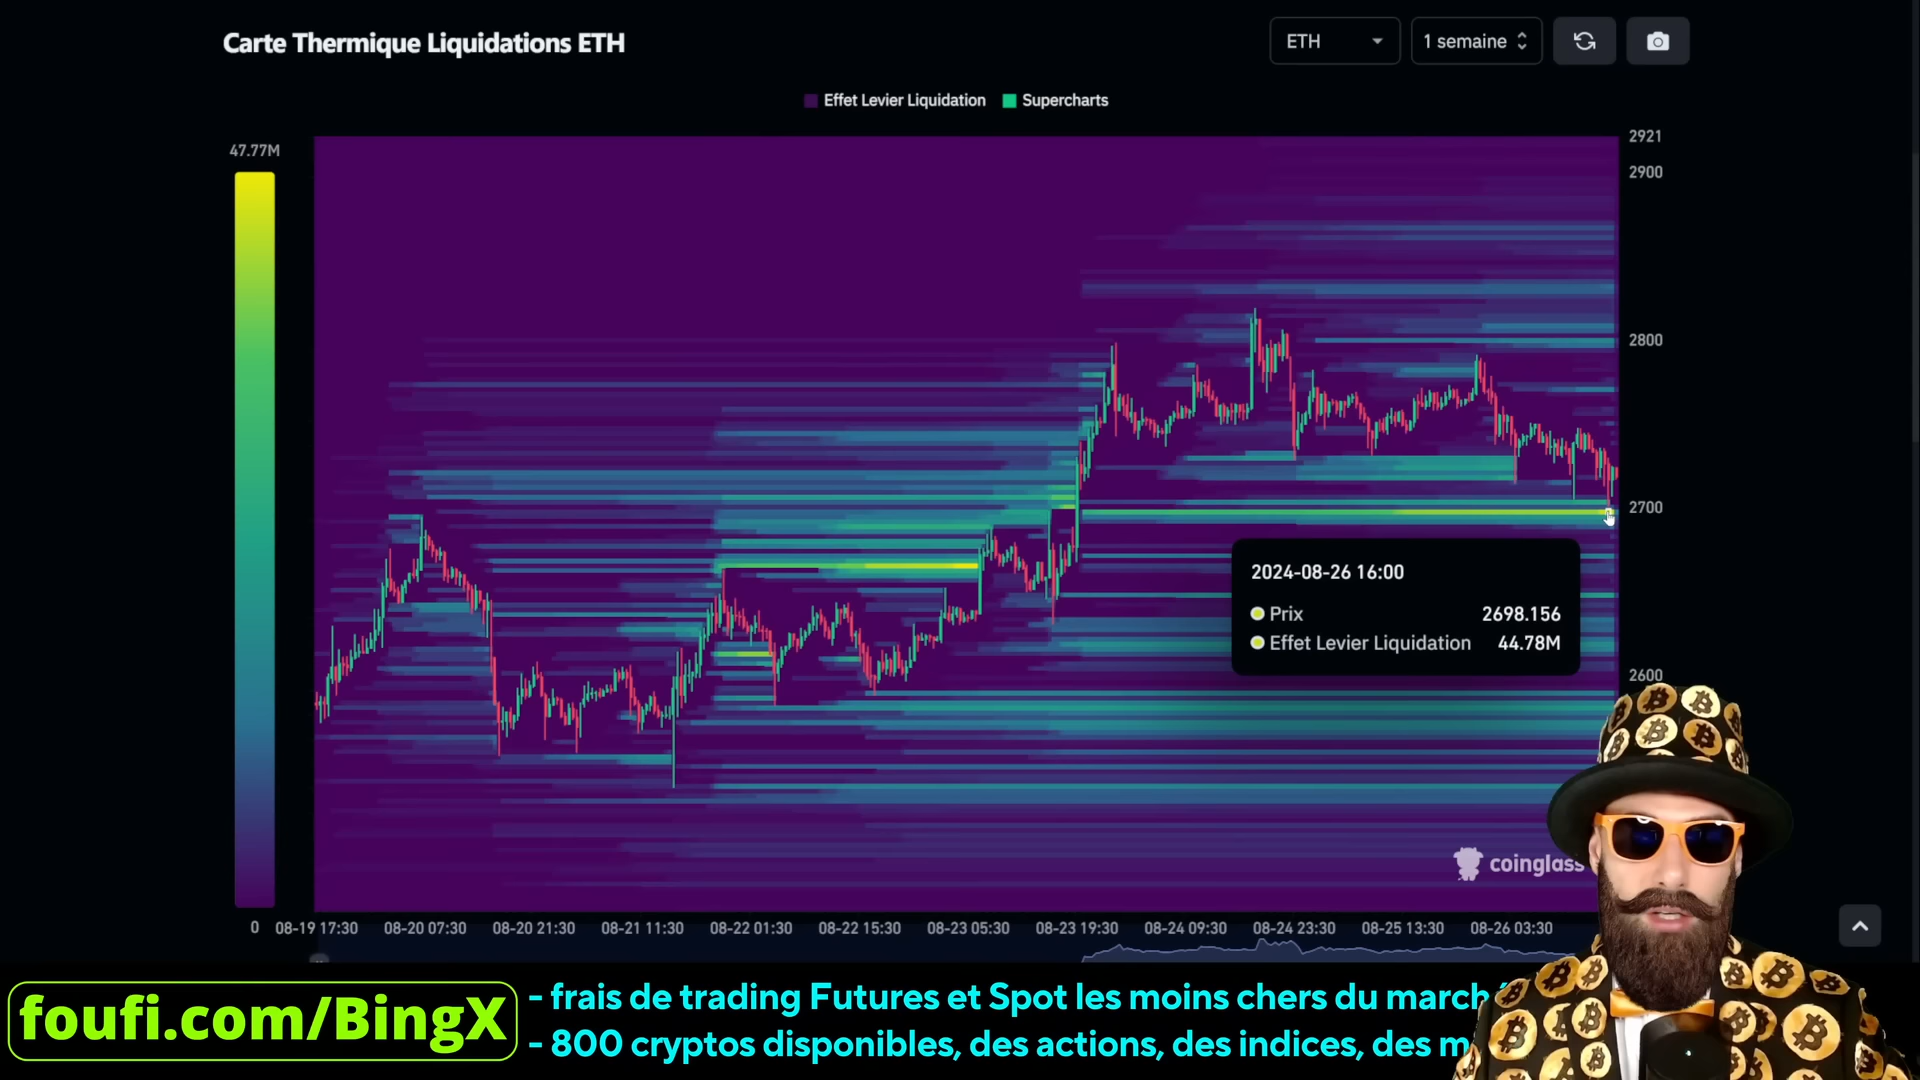 Carte Thermique Liquidations ETH
ETH
1 semaine
Effet Levier Liquidation
Supercharts
47.77M
0
2921
2900
2800
2700
2600
2024-08-26 16:00
Prix 2698.156
Effet Levier Liquidation 44.78M
coinglass
08-19 17:30 08-20 07:30 08-20 21:30 08-21 11:30 08-22 01:30 08-22 15:30 08-23 05:30 08-23 19:30 08-24 09:30 08-24 23:30 08-25 13:30 08-26 03:30
foufi.com/BingX
- frais de trading Futures et Spot les moins chers du march
- 800 cryptos disponibles, des actions, des indices, des m